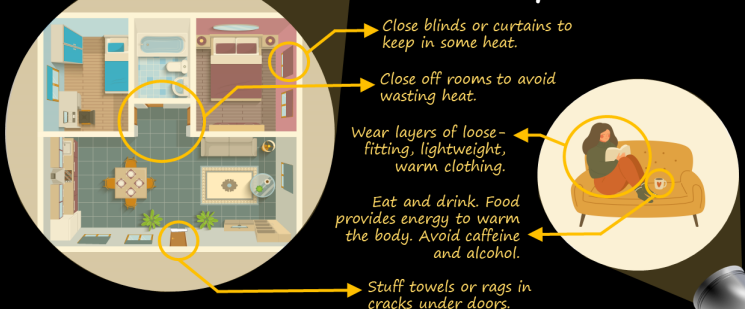 Close blinds or curtains to
keep in some heat.
Close off rooms to avoid
wasting heat.
Wear layers of loose-
fitting, lightweight,
warm clothing.
Eat and drink. Food
provides energy to warm
the body. Avoid caffeine
and alcohol.
Stuff towels or rags in
cracks under doors.